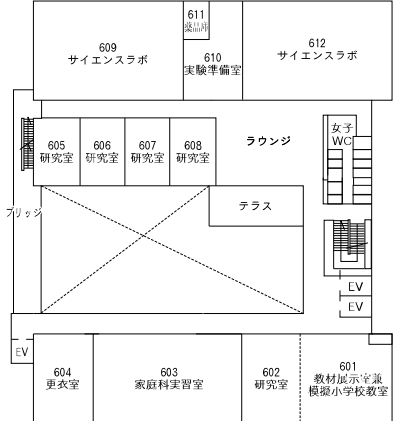 611
薬品庫
609
サイエンスラボ
610
実験準備室
612
サイエンスラボ
605
研究室
606
研究室
607
研究室
608
研究室
ラウンジ
女子
WC
テラス
ブリッジ
EV
EV
EV
604
更衣室
603
家庭科実習室
602
研究室
601
教材展示室兼
模擬小学校教室